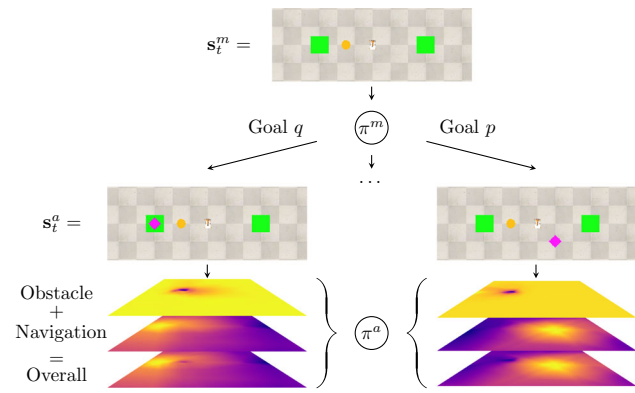 s_t^m =
π^m
Goal q
Goal p
...
s_t^a =
Obstacle
+
Navigation
=
Overall
π^a